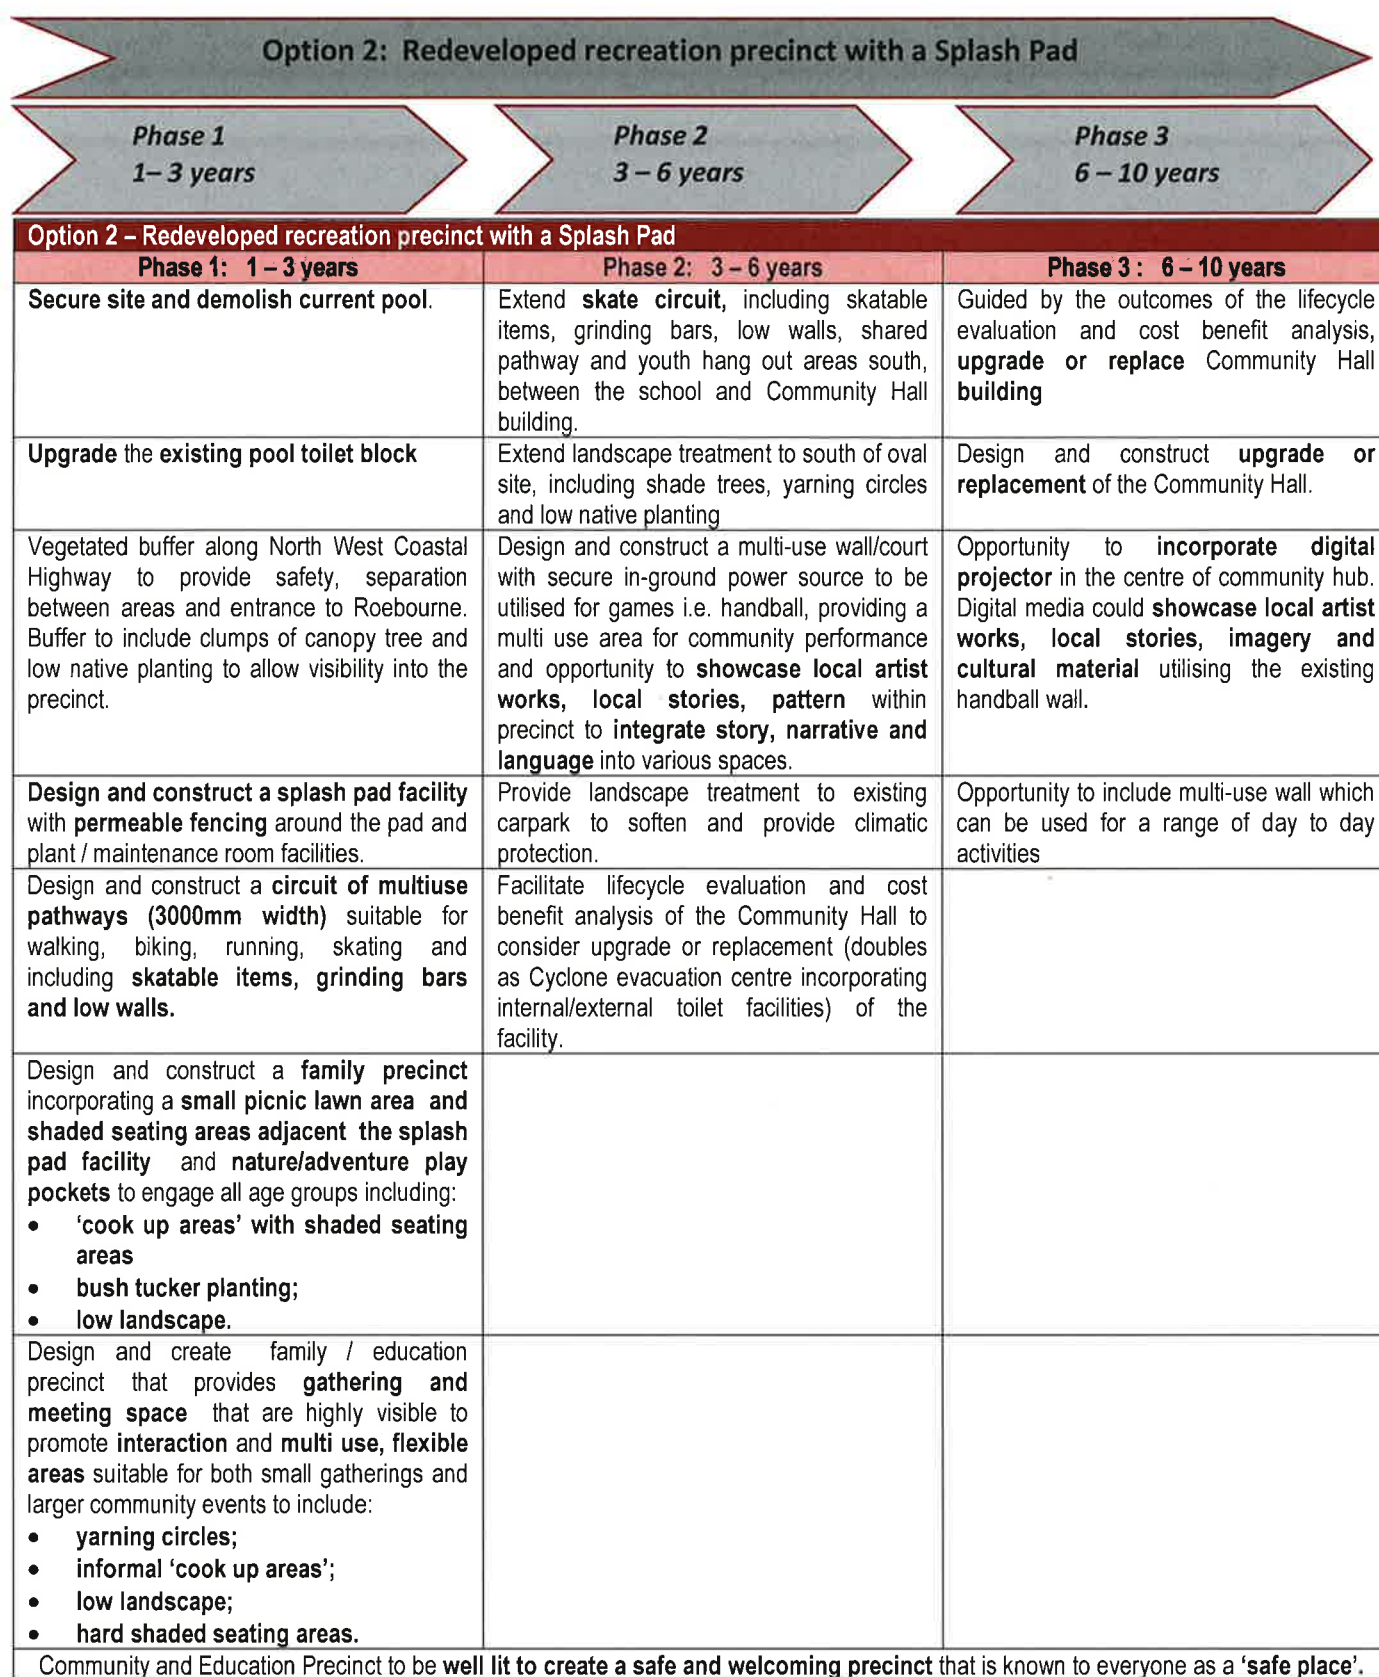 Option 2: Redeveloped recreation precinct with a Splash Pad
Phase 1
1– 3 years
Phase 2
3 – 6 years
Phase 3
6 – 10 years
Option 2 – Redeveloped recreation precinct with a Splash Pad
Phase 1: 1 – 3 years
Phase 2: 3 – 6 years
Phase 3 : 6 – 10 years
Secure site and demolish current pool.
Extend skate circuit, including skatable
items, grinding bars, low walls, shared
pathway and youth hang out areas south,
between the school and Community Hall
building.
Guided by the outcomes of the lifecycle
evaluation and cost benefit analysis,
upgrade or replace Community Hall
building
Upgrade the existing pool toilet block
Extend landscape treatment to south of oval
site, including shade trees, yarning circles
and low native planting
Design and construct upgrade or
replacement of the Community Hall.
Vegetated buffer along North West Coastal
Highway to provide safety, separation
between areas and entrance to Roebourne.
Buffer to include clumps of canopy tree and
low native planting to allow visibility into the
precinct.
Design and construct a multi-use wall/court
with secure in-ground power source to be
utilised for games i.e. handball, providing a
multi use area for community performance
and opportunity to showcase local artist
works, local stories, pattern within
precinct to integrate story, narrative and
language into various spaces.
Opportunity to incorporate digital
projector in the centre of community hub.
Digital media could showcase local artist
works, local stories, imagery and
cultural material utilising the existing
handball wall.
Design and construct a splash pad facility
with permeable fencing around the pad and
plant / maintenance room facilities.
Provide landscape treatment to existing
carpark to soften and provide climatic
protection.
Opportunity to include multi-use wall which
can be used for a range of day to day
activities
Design and construct a circuit of multiuse
pathways (3000mm width) suitable for
walking, biking, running, skating and
including skatable items, grinding bars
and low walls.
Facilitate lifecycle evaluation and cost
benefit analysis of the Community Hall to
consider upgrade or replacement (doubles
as Cyclone evacuation centre incorporating
internal/external toilet facilities) of the
facility.
Design and construct a family precinct
incorporating a small picnic lawn area and
shaded seating areas adjacent the splash
pad facility and nature/adventure play
pockets to engage all age groups including:
• 'cook up areas' with shaded seating
areas
• bush tucker planting;
• low landscape.
Design and create family / education
precinct that provides gathering and
meeting space that are highly visible to
promote interaction and multi use, flexible
areas suitable for both small gatherings and
larger community events to include:
• yarning circles;
• informal 'cook up areas';
• low landscape;
• hard shaded seating areas.
Community and Education Precinct to be well lit to create a safe and welcoming precinct that is known to everyone as a 'safe place'.